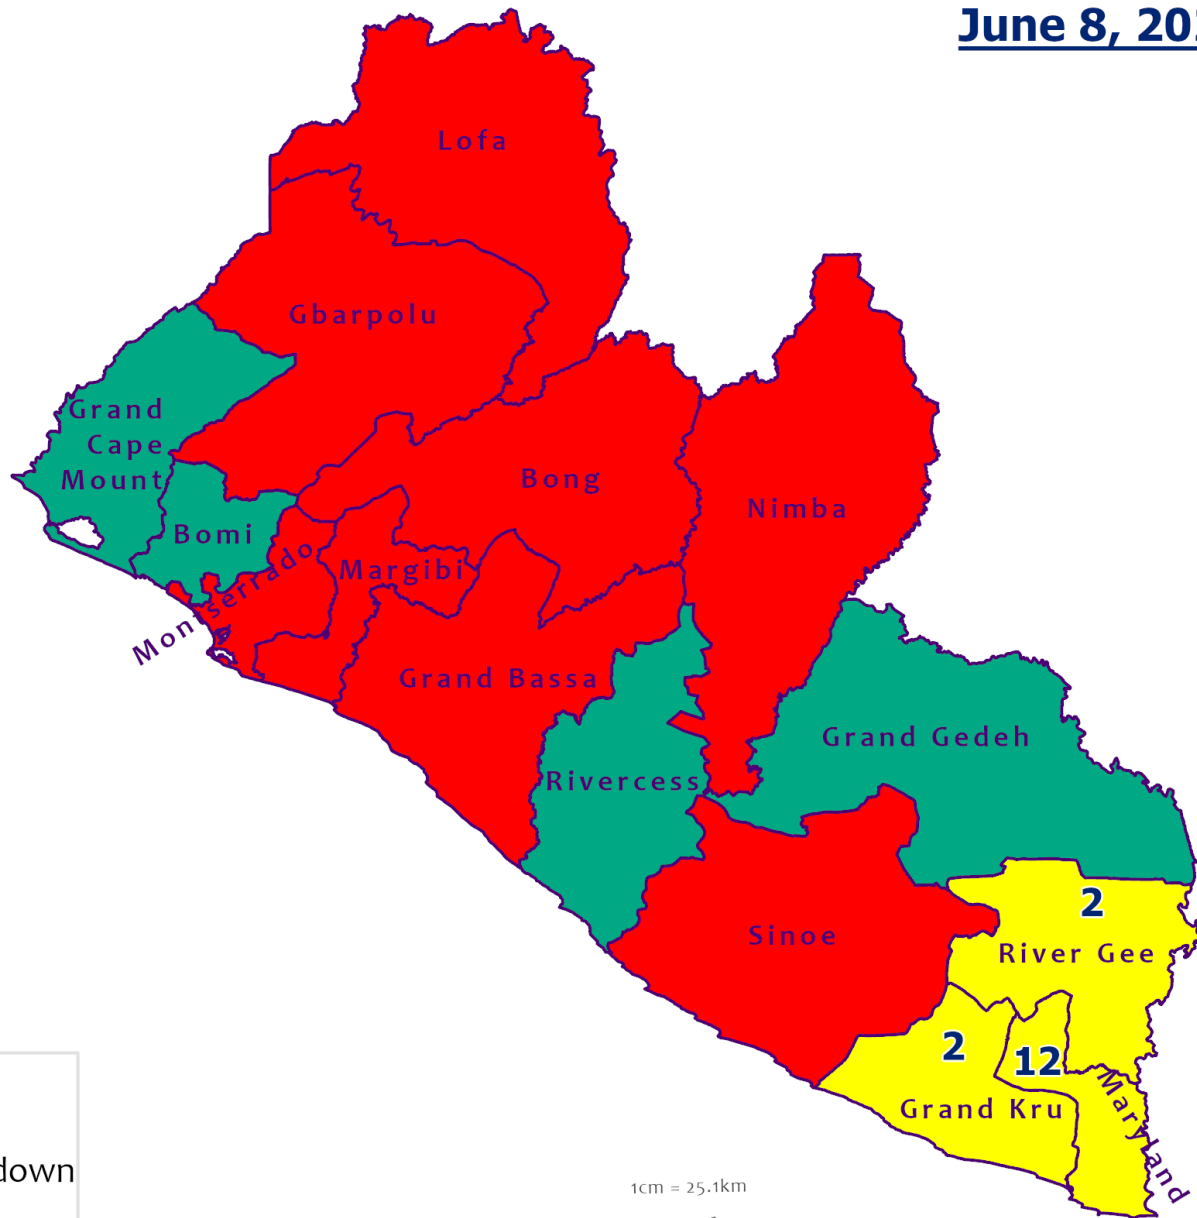 June 8, 20
Lofa
Gbarpolu
Grand
Cape
Mount
Bong
Nimba
Bomi
Margibi
Montserrado
Grand Bassa
Grand Gedeh
Rivercess
2
River Gee
Sinoe
2
12
Grand Kru
Maryland
down
1cm = 25.1km